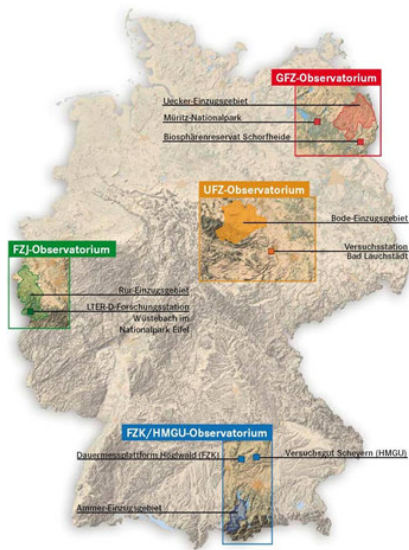 GFZ-Observatorium
Uecker-Einzugsgebiet
Müritz-Nationalpark
Biosphärenreservat Schorfheide
UFZ-Observatorium
Bode-Einzugsgebiet
Versuchsstation
Bad Lauchstädt
FZJ-Observatorium
Rur-Einzugsgebiet
LTER-D-Forschungsstation
Wüstebach im
Nationalpark Eifel
FZK/HMGU-Observatorium
Dauermessplattform Höglwald (FZK)
Versuchsgut Scheyern (HMGU)
Ammer-Einzugsgebiet